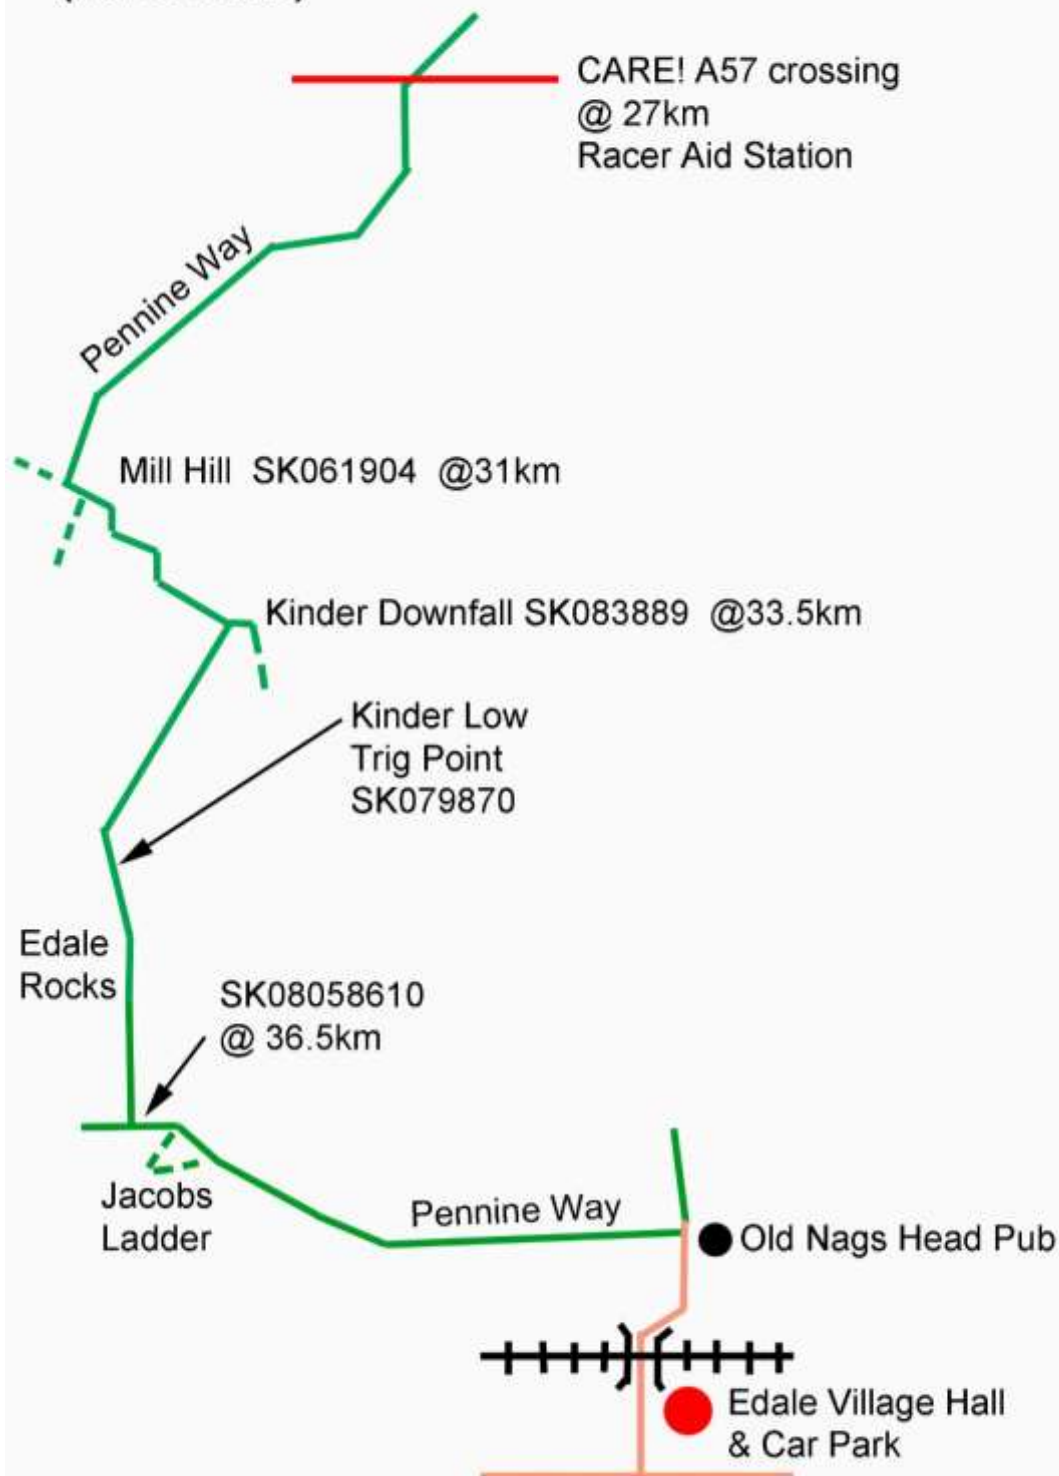 CARE! A57 crossing
@ 27km
Racer Aid Station
Pennine Way
Mill Hill SK061904 @31km
Kinder Downfall SK083889 @33.5km
Kinder Low
Trig Point
SK079870
Edale
Rocks
SK08058610
@ 36.5km
Jacobs
Ladder
Pennine Way
Old Nags Head Pub
Edale Village Hall
& Car Park